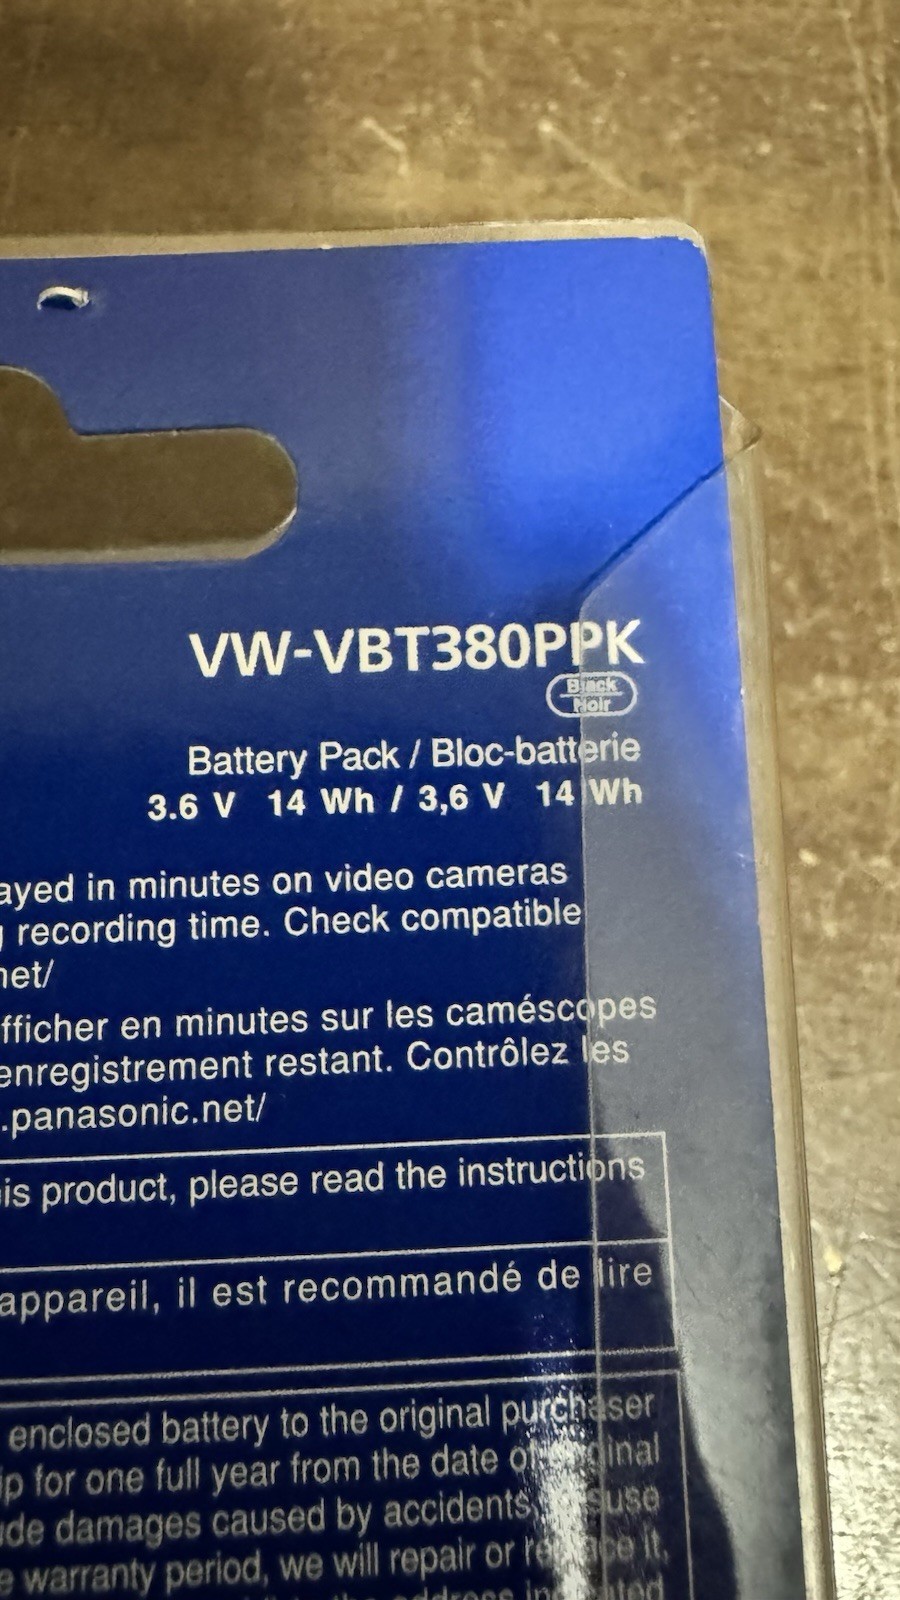 VW-VBT380PPK
Black
Noir
Battery Pack / Bloc-batterie
3.6 V 14 Wh / 3,6 V 14 Wh
ayed in minutes on video cameras
recording time. Check compatible
net/
fficher en minutes sur les caméscopes
enregistrement restant. Contrôlez les
.panasonic.net/
is product, please read the instructions
appareil, il est recommandé de lire
enclosed battery to the original purchaser
ip for one full year from the date of
de damages caused by accidents,
e warranty period, we will repair or replace it,
address